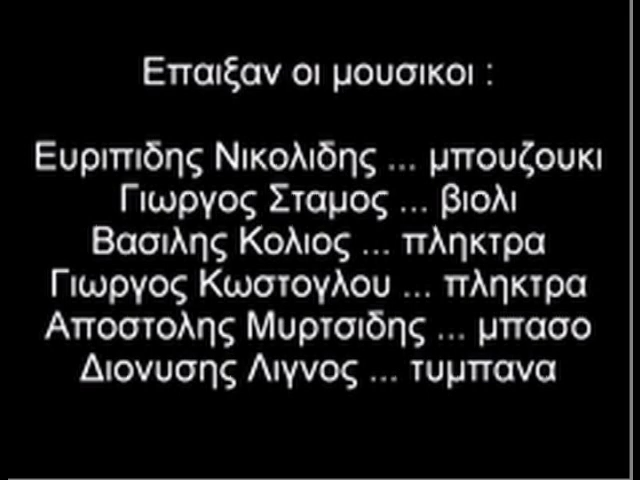 Επαιξαν οι μουσικοι :
Ευριπιδης Νικολιδης ... μπουζουκι
Γιωργος Σταμος ... βιολι
Βασιλης Κολιος ... πληκτρα
Γιωργος Κωστογλου ... πληκτρα
Αποστολης Μυρτσιδης ... μπασο
Διονυσης Λιγνος ... τυμπανα